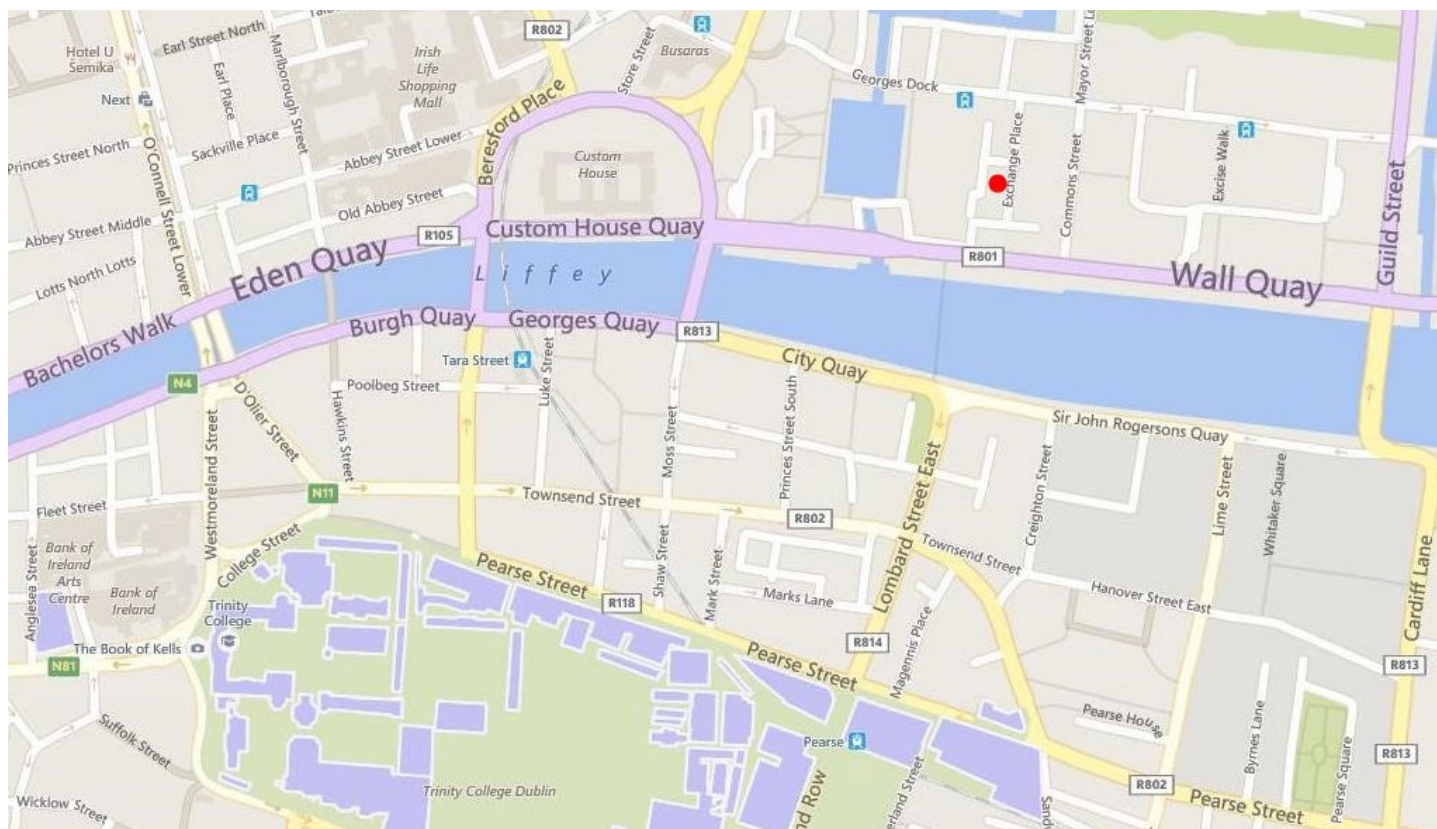 R802
Talbo
Earl Street North
Hotel U
Šemika
Marlborough Street
Irish
Life
Shopping
Mall
Store Street
Busaras
Mayor Street Lo
Georges Dock
Next
Earl Place
Beresford Place
Guild Street
O'Connell Street Lower
Princes Street North
Sackville Place
Abbey Street Lower
Custom
House
Exchange Place
Commons Street
Excise Walk
Old Abbey Street
Abbey Street Middle
R105
Custom House Quay
R801
Wall Quay
Lotts North Lotts
Eden Quay
Liffey
Bachelors Walk
Burgh Quay
Georges Quay
R813
City Quay
Tara Street
Luke Street
N4
Poolbeg Street
D'Olier Street
Hawkins Street
Westmoreland Street
Moss Street
Princes Street South
Sir John Rogersons Quay
Lombard Street East
Creighton Street
Lime Street
Whitaker Square
Cardiff Lane
Fleet Street
N11
Townsend Street
R802
Townsend Street
College Street
Anglesea Street
Bank of
Ireland
Arts
Centre
Bank of
Ireland
Pearse Street
Shaw Street
Mark Street
Marks Lane
Hanover Street East
R118
Trinity
College
The Book of Kells
N81
R814
Magennis Place
R813
Pearse Street
Suffolk Street
Pearse House
Byrnes Lane
Pearse Square
Pearse
R813
R802
Pearse Street
Trinity College Dublin
Wicklow Street
nd Row
erland Street
Sand